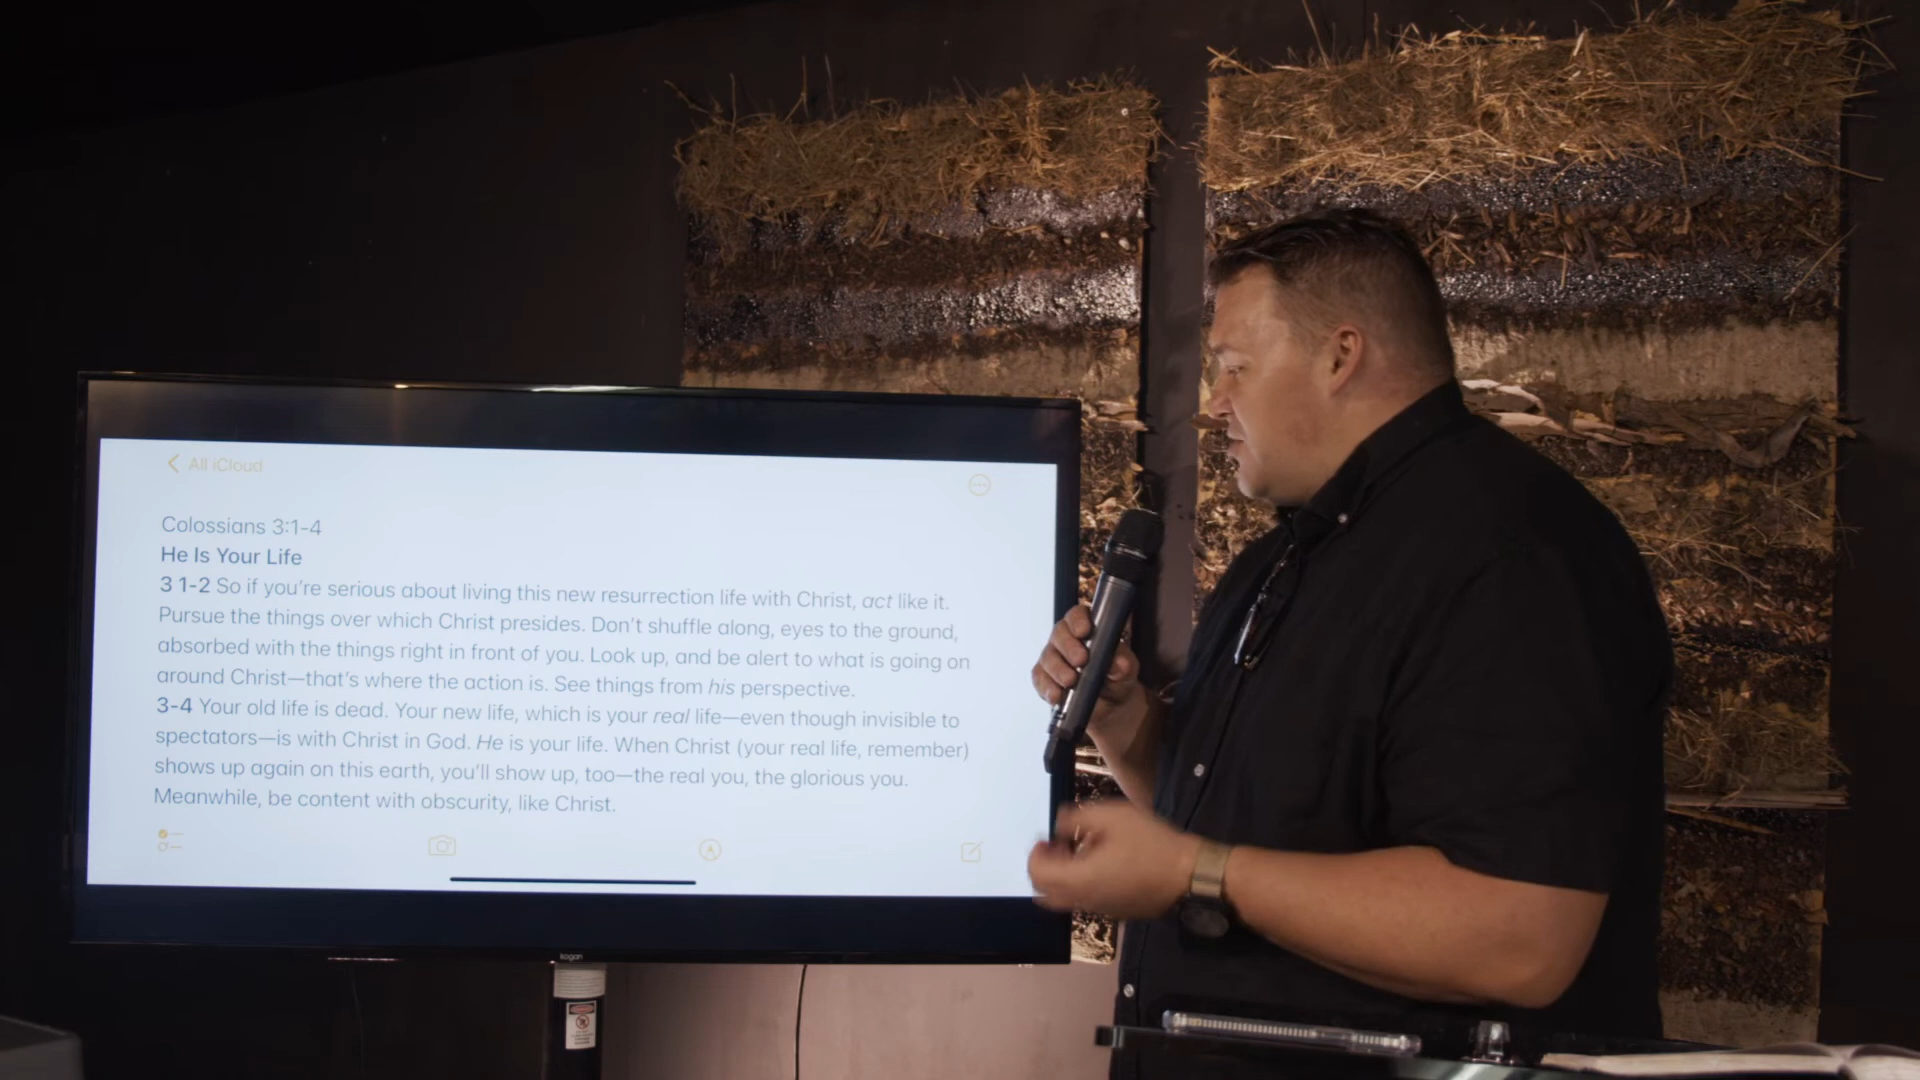 All iCloud
Colossians 3:1-4
He Is Your Life
3 1-2 So if you’re serious about living this new resurrection life with Christ, act like it.
Pursue the things over which Christ presides. Don’t shuffle along, eyes to the ground,
absorbed with the things right in front of you. Look up, and be alert to what is going on
around Christ—that’s where the action is. See things from his perspective.
3-4 Your old life is dead. Your new life, which is your real life—even though invisible to
spectators—is with Christ in God. He is your life. When Christ (your real life, remember)
shows up again on this earth, you’ll show up, too—the real you, the glorious you.
Meanwhile, be content with obscurity, like Christ.
kogan